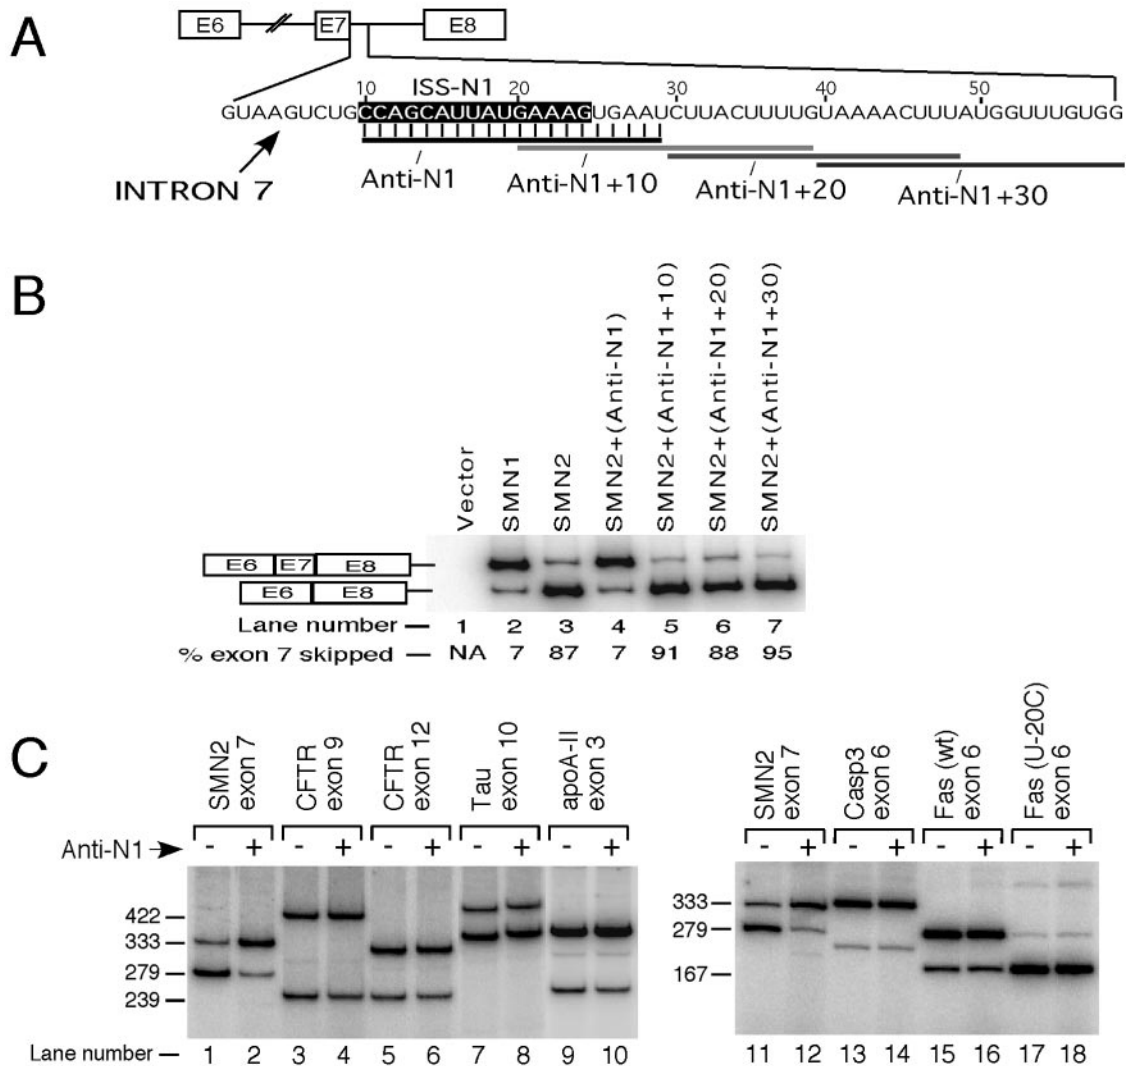 A
E6 E7 E8
ISS-N1
10 20 30 40 50
GUAAGUCUGCCAGCAUUAUGAAAGUGAAUCUUACUUUUGUAAAACUUUAUGGUUUGUGG
INTRON 7
Anti-N1 Anti-N1+10 Anti-N1+20 Anti-N1+30
B
Vector
SMN1
SMN2
SMN2+(Anti-N1)
SMN2+(Anti-N1+10)
SMN2+(Anti-N1+20)
SMN2+(Anti-N1+30)
E6 E7 E8
E6 E8
Lane number 1 2 3 4 5 6 7
% exon 7 skipped NA 7 87 7 91 88 95
C
SMN2
exon 7
CFTR
exon 9
CFTR
exon 12
Tau
exon 10
apoA-II
exon 3
SMN2
exon 7
Casp3
exon 6
Fas (wt)
exon 6
Fas (U-20C)
exon 6
Anti-N1 - + - + - + - + - + - + - + - + - +
422
333
279
239
333
279
167
Lane number 1 2 3 4 5 6 7 8 9 10 11 12 13 14 15 16 17 18